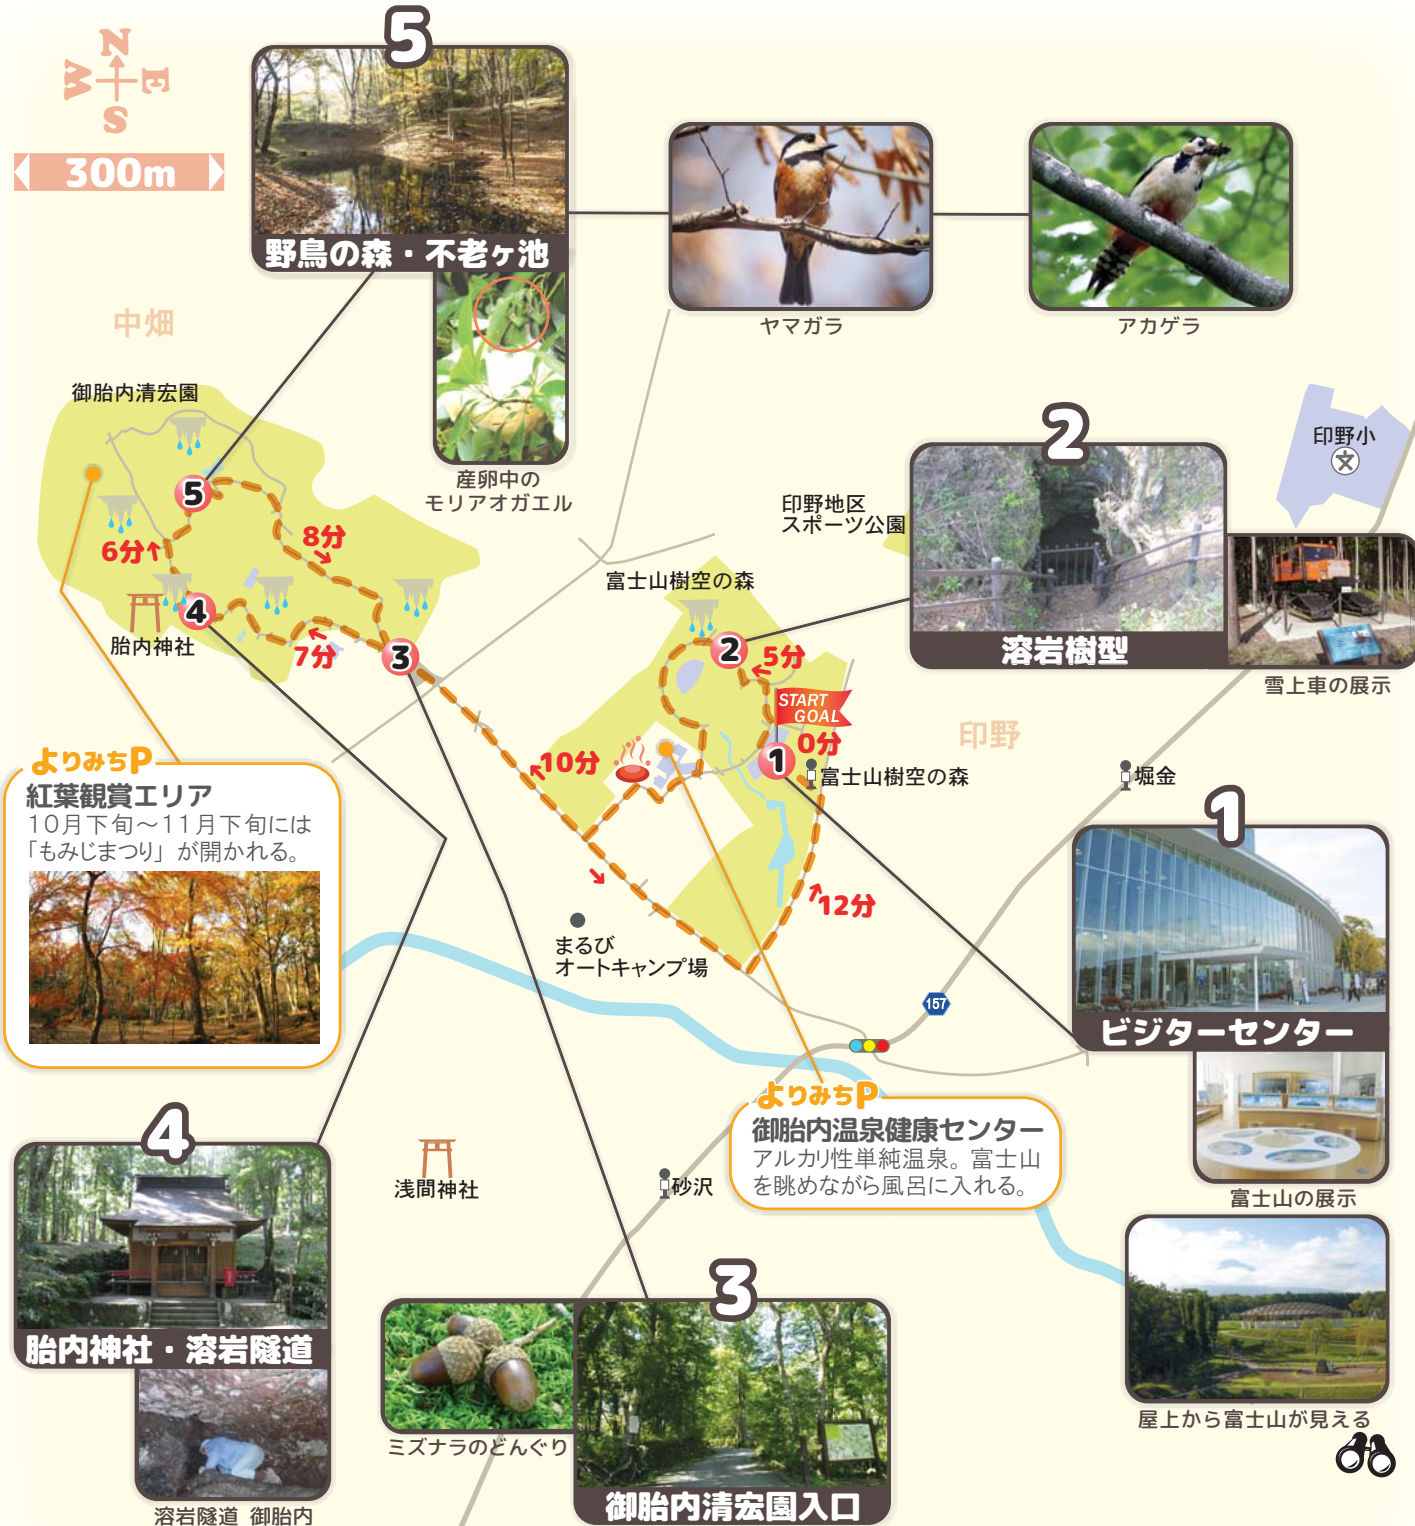 N
W E
S
300m
5
野鳥の森・不老ヶ池
ヤマガラ
アカゲラ
産卵中の
モリアオガエル
中畑
御胎内清宏園
5
6分
8分
4
胎内神社
7分
3
印野地区
スポーツ公園
富士山樹空の森
2
5分
START
GOAL
0分
1
富士山樹空の森
10分
12分
印野
印野小
文
2
溶岩樹型
雪上車の展示
堀金
よりみちP
紅葉観賞エリア
10月下旬～11月下旬には
「もみじまつり」が開かれる。
まるび
オートキャンプ場
157
1
ビジターセンター
富士山の展示
屋上から富士山が見える
よりみちP
御胎内温泉健康センター
アルカリ性単純温泉。富士山
を眺めながら風呂に入れる。
浅間神社
砂沢
4
胎内神社・溶岩隧道
溶岩隧道 御胎内
ミズナラのどんぐり
3
御胎内清宏園入口